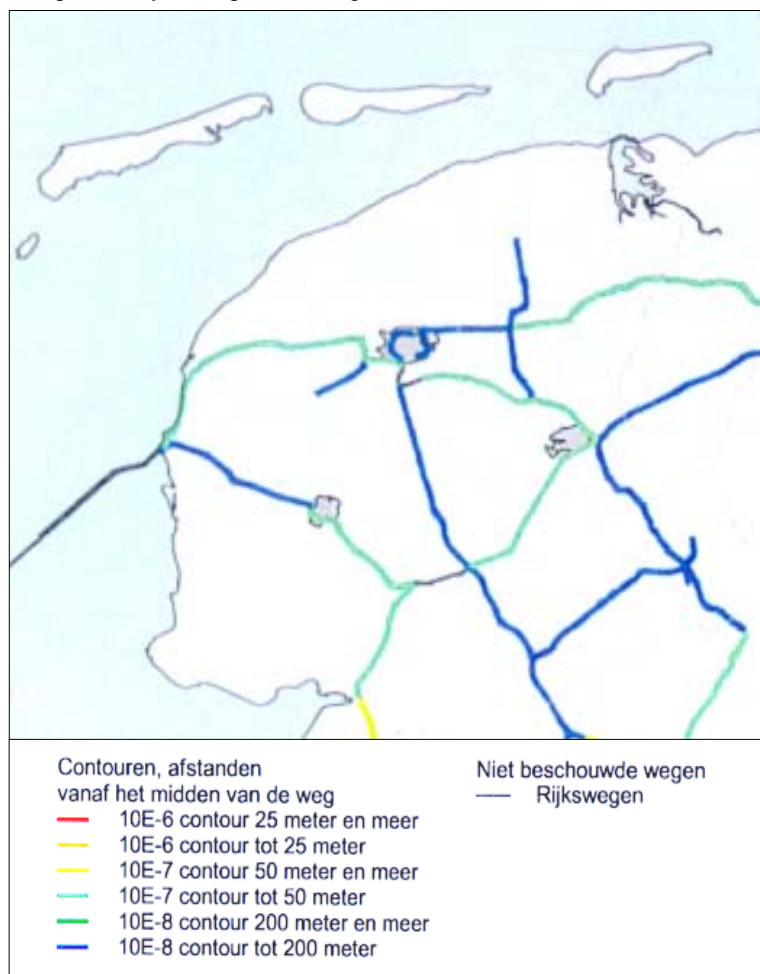 Contouren, afstanden
vanaf het midden van de weg
10E-6 contour 25 meter en meer
10E-6 contour tot 25 meter
10E-7 contour 50 meter en meer
10E-7 contour tot 50 meter
10E-8 contour 200 meter en meer
10E-8 contour tot 200 meter
Niet beschouwde wegen
Rijkswegen